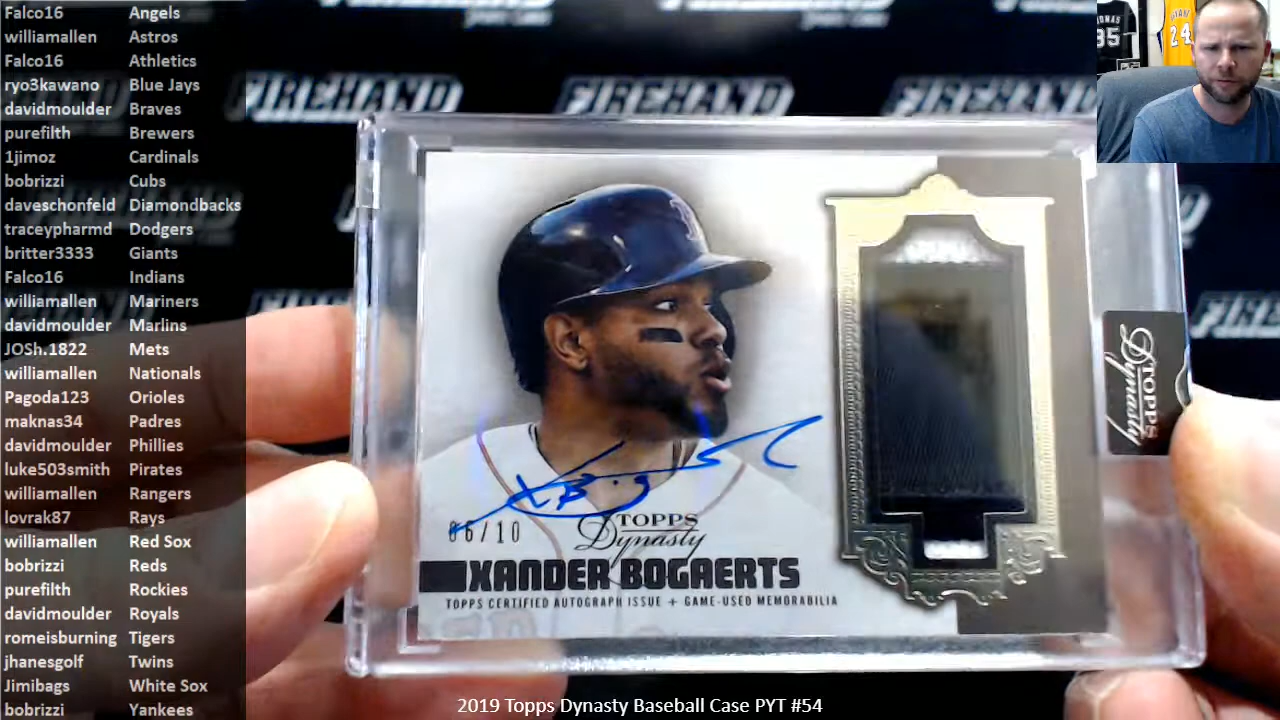 Falco16 Angels
williamallen Astros
Falco16 Athletics
ryo3kawano Blue Jays
davidmoulder Braves
purefilth Brewers
1jimoz Cardinals
bobrizzi Cubs
daveschonfeld Diamondbacks
traceypharmd Dodgers
britter3333 Giants
Falco16 Indians
williamallen Mariners
davidmoulder Marlins
JOSh.1822 Mets
williamallen Nationals
Pagoda123 Orioles
maknas34 Padres
davidmoulder Phillies
luke503smith Pirates
williamallen Rangers
lovrak87 Rays
williamallen Red Sox
bobrizzi Reds
purefilth Rockies
davidmoulder Royals
romeisburning Tigers
jhanesgolf Twins
Jimibags White Sox
bobrizzi Yankees
FIREHAND FIREHAND FIREHAND
24
06/10
TOPPS
Dynasty
XANDER BOGAERTS
TOPPS CERTIFIED AUTOGRAPH ISSUE + GAME-USED MEMORABILIA
TOPPS
Dynasty
2019 Topps Dynasty Baseball Case PYT #54